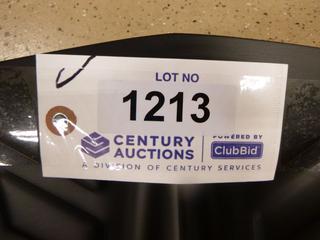 LOT NO
1213
CENTURY AUCTIONS
POWERED BY
ClubBid
A DIVISION OF CENTURY SERVICES